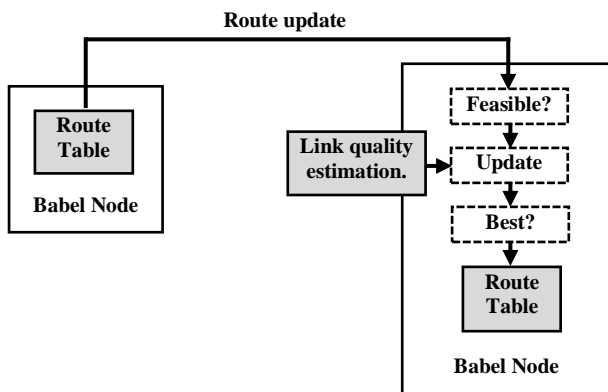 Route update
Route
Table
Babel Node
Link quality
estimation.
Feasible?
Update
Best?
Route
Table
Babel Node